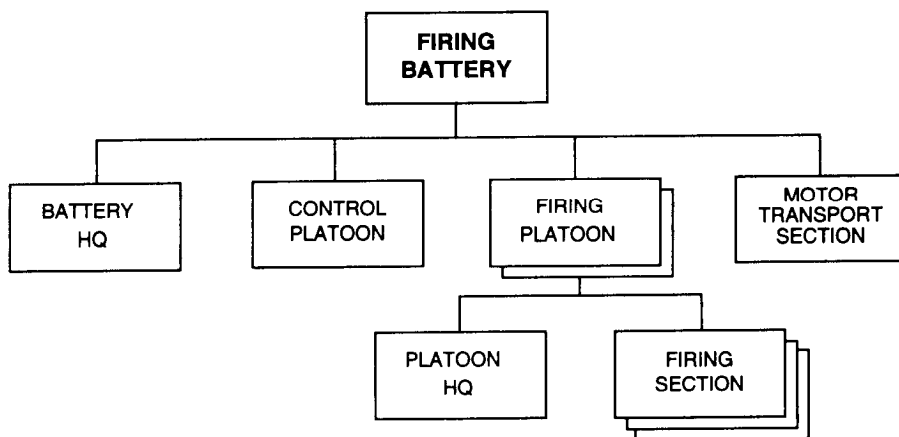 FIRING
BATTERY
BATTERY
HQ
CONTROL
PLATOON
FIRING
PLATOON
MOTOR
TRANSPORT
SECTION
PLATOON
HQ
FIRING
SECTION